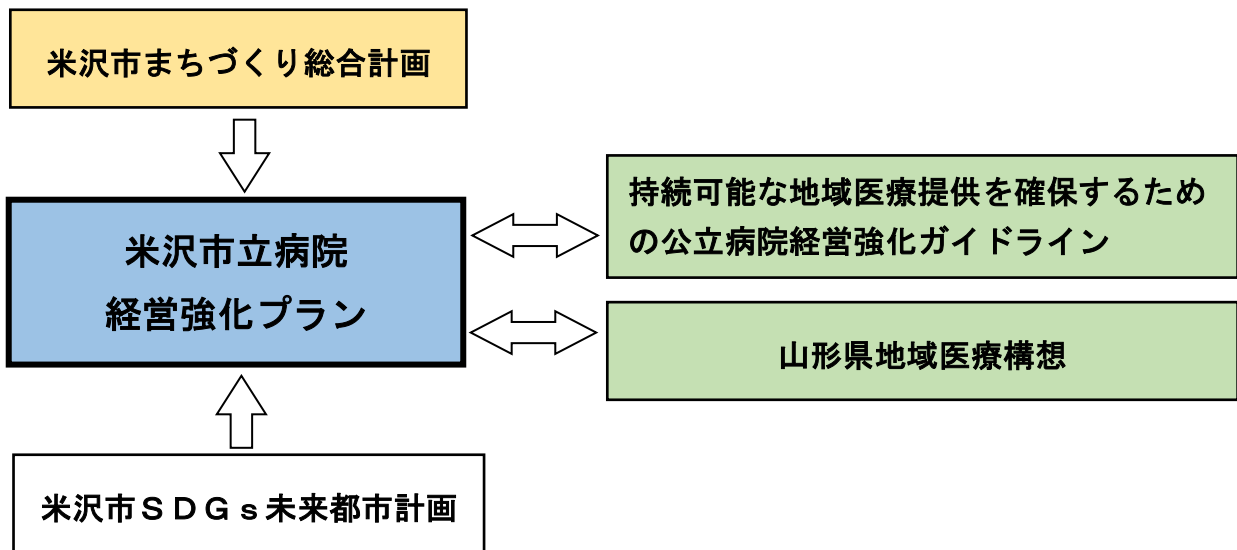 米沢市まちづくり総合計画
米沢市立病院
経営強化プラン
持続可能な地域医療提供を確保するため
の公立病院経営強化ガイドライン
山形県地域医療構想
米沢市ＳＤＧｓ未来都市計画